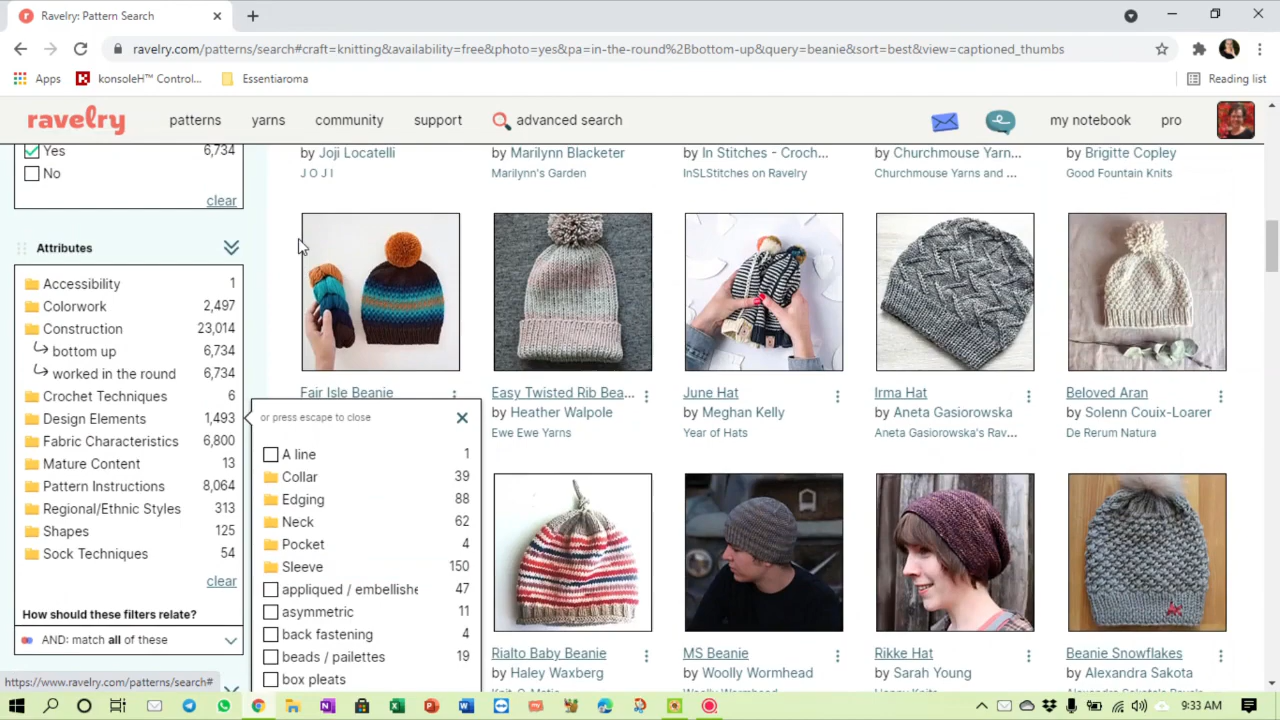 Ravelry: Pattern Search
ravelry.com/patterns/search#craft=knitting&availability=free&photo=yes&pa=in-the-round%2Bbottom-up&query=beanie&sort=best&view=captioned_thumbs
Apps
konsoleH™ Control...
Essentiaroma
Reading list
ravelry
patterns
yarns
community
support
advanced search
my notebook
pro
Yes 6,734
No
clear
by Joji Locatelli
J O J I
by Marilynn Blacketer
Marilynn's Garden
by In Stitches - Croch...
InSLStitches on Ravelry
by Churchmouse Yarn...
Churchmouse Yarns and ...
by Brigitte Copley
Good Fountain Knits
Attributes
Accessibility 1
Colorwork 2,497
Construction 23,014
bottom up 6,734
worked in the round 6,734
Crochet Techniques 6
Design Elements 1,493
Fabric Characteristics 6,800
Mature Content 13
Pattern Instructions 8,064
Regional/Ethnic Styles 313
Shapes 125
Sock Techniques 54
clear
How should these filters relate?
AND: match all of these
or press escape to close
A line 1
Collar 39
Edging 88
Neck 62
Pocket 4
Sleeve 150
appliqued / embellishe 47
asymmetric 11
back fastening 4
beads / pailettes 19
box pleats
Fair Isle Beanie
Easy Twisted Rib Bea...
by Heather Walpole
Ewe Ewe Yarns
June Hat
by Meghan Kelly
Year of Hats
Irma Hat
by Aneta Gasiorowska
Aneta Gasiorowska's Rav...
Beloved Aran
by Solenn Couix-Loarer
De Rerum Natura
Rialto Baby Beanie
by Haley Waxberg
Knit-O-Matic
MS Beanie
by Woolly Wormhead
Woolly Wormhead
Rikke Hat
by Sarah Young
Happy Knits
Beanie Snowflakes
by Alexandra Sakota
https://www.ravelry.com/patterns/search#
9:33 AM